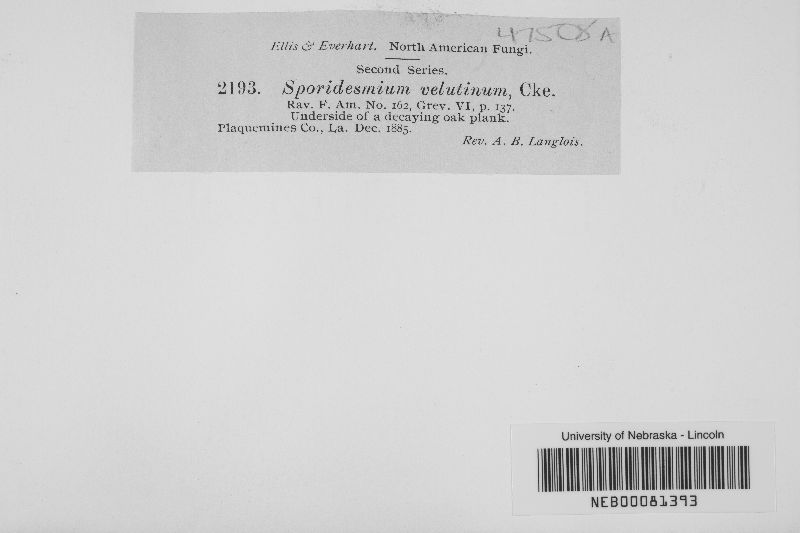 47508A
Ellis & Everhart. North American Fungi.
Second Series.
2193. Sporidesmium velutinum, Cke.
Rav. F. Am. No. 162, Grev. VI, p. 137.
Underside of a decaying oak plank.
Plaquemines Co., La. Dec. 1885.
Rev. A. B. Langlois.
University of Nebraska - Lincoln
NEB00081393